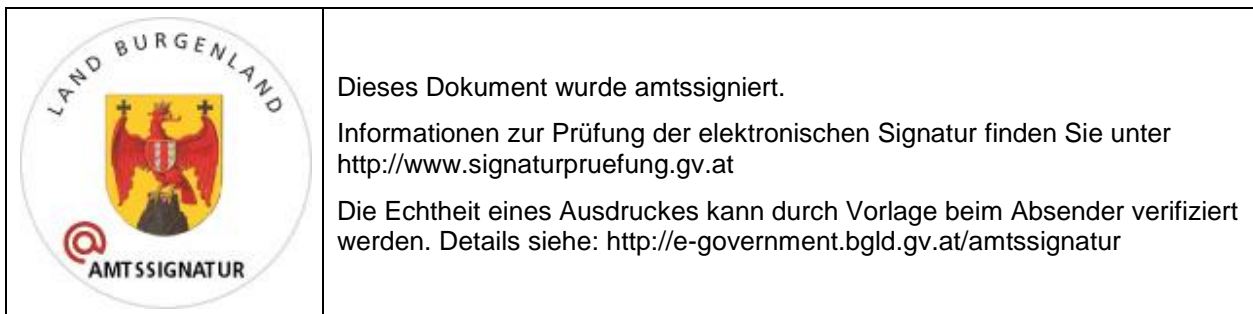 LAND BURGENLAND
@
AMTSSIGNATUR
Dieses Dokument wurde amtssigniert.
Informationen zur Prüfung der elektronischen Signatur finden Sie unter
http://www.signaturpruefung.gv.at
Die Echtheit eines Ausdruckes kann durch Vorlage beim Absender verifiziert
werden. Details siehe: http://e-government.bgld.gv.at/amtssignatur